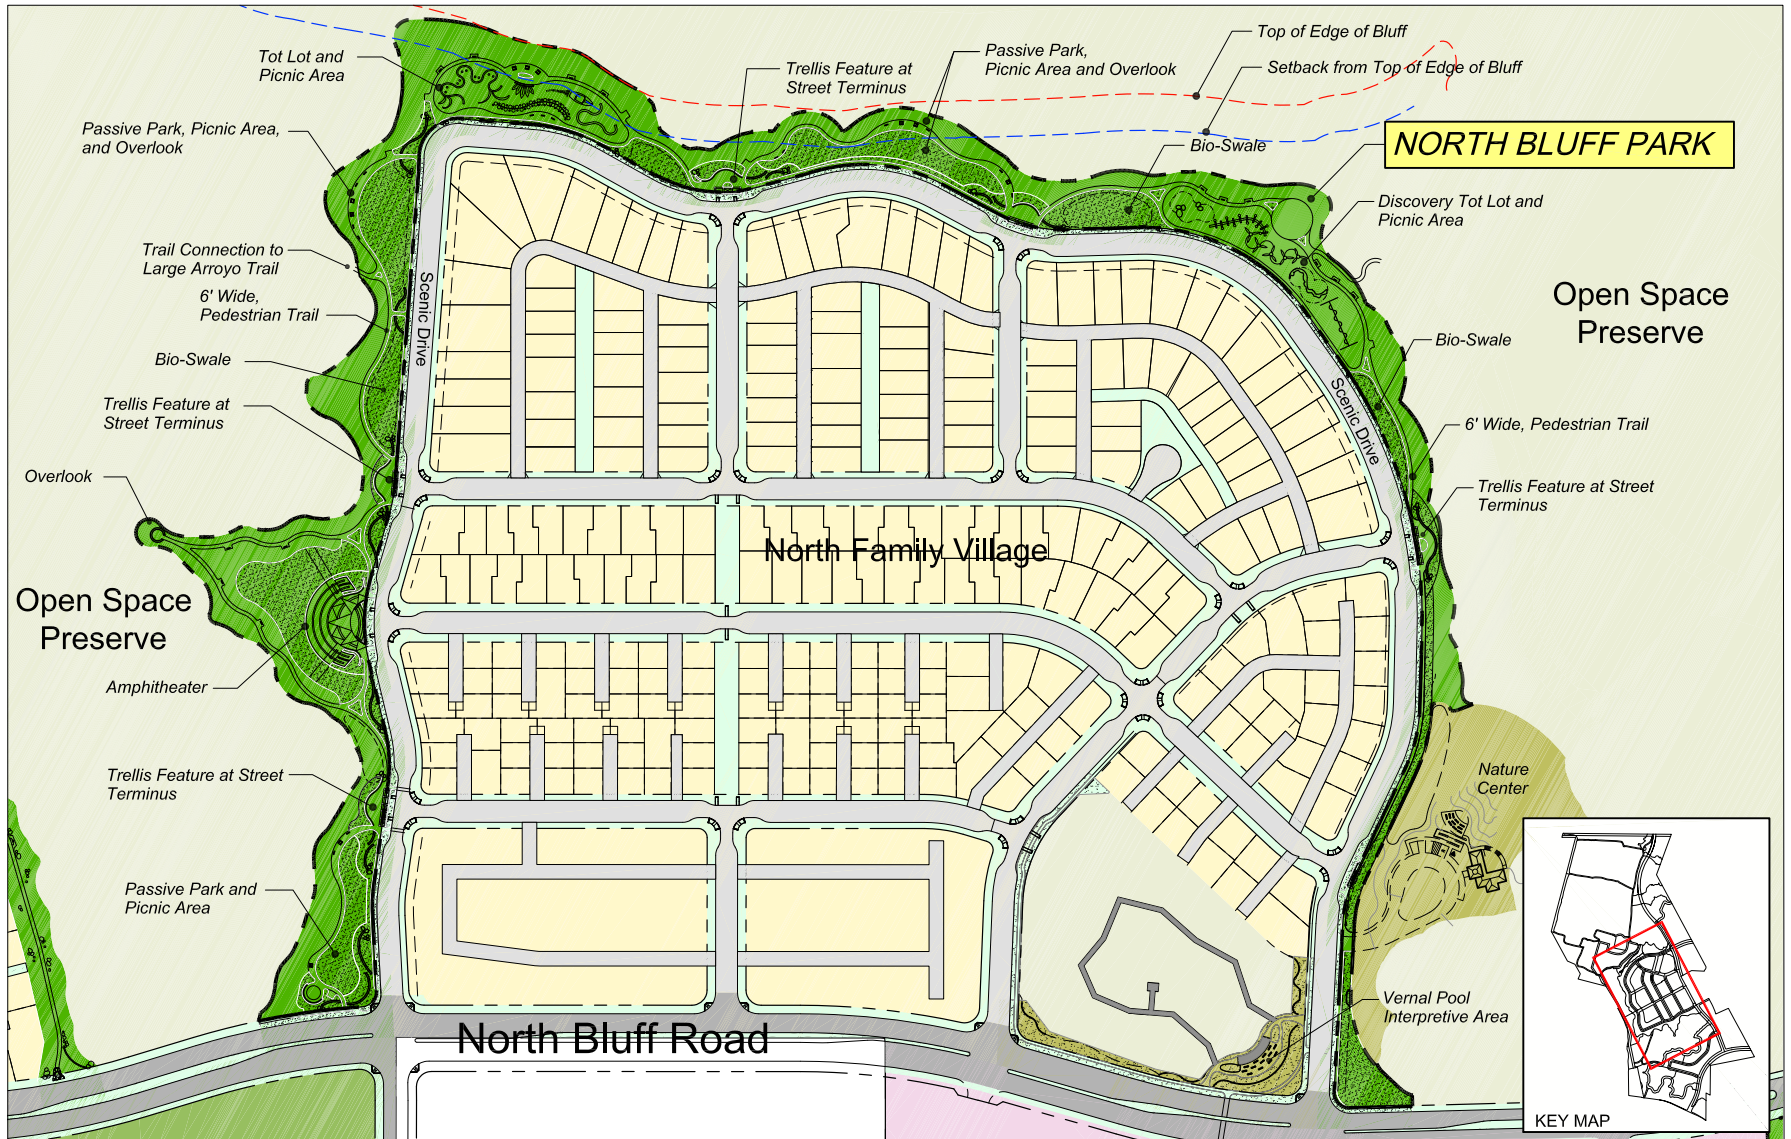 Top of Edge of Bluff
Setback from Top of Edge of Bluff
Tot Lot and
Picnic Area
Trellis Feature at
Street Terminus
Passive Park,
Picnic Area and Overlook
Passive Park, Picnic Area,
and Overlook
Bio-Swale
NORTH BLUFF PARK
Discovery Tot Lot and
Picnic Area
Trail Connection to
Large Arroyo Trail
6' Wide,
Pedestrian Trail
Scenic Drive
Open Space
Preserve
Bio-Swale
Bio-Swale
Trellis Feature at
Street Terminus
Scenic Drive
6' Wide, Pedestrian Trail
Overlook
Trellis Feature at Street
Terminus
North Family Village
Open Space
Preserve
Amphitheater
Trellis Feature at Street
Terminus
Nature
Center
Passive Park and
Picnic Area
Vernal Pool
Interpretive Area
North Bluff Road
KEY MAP